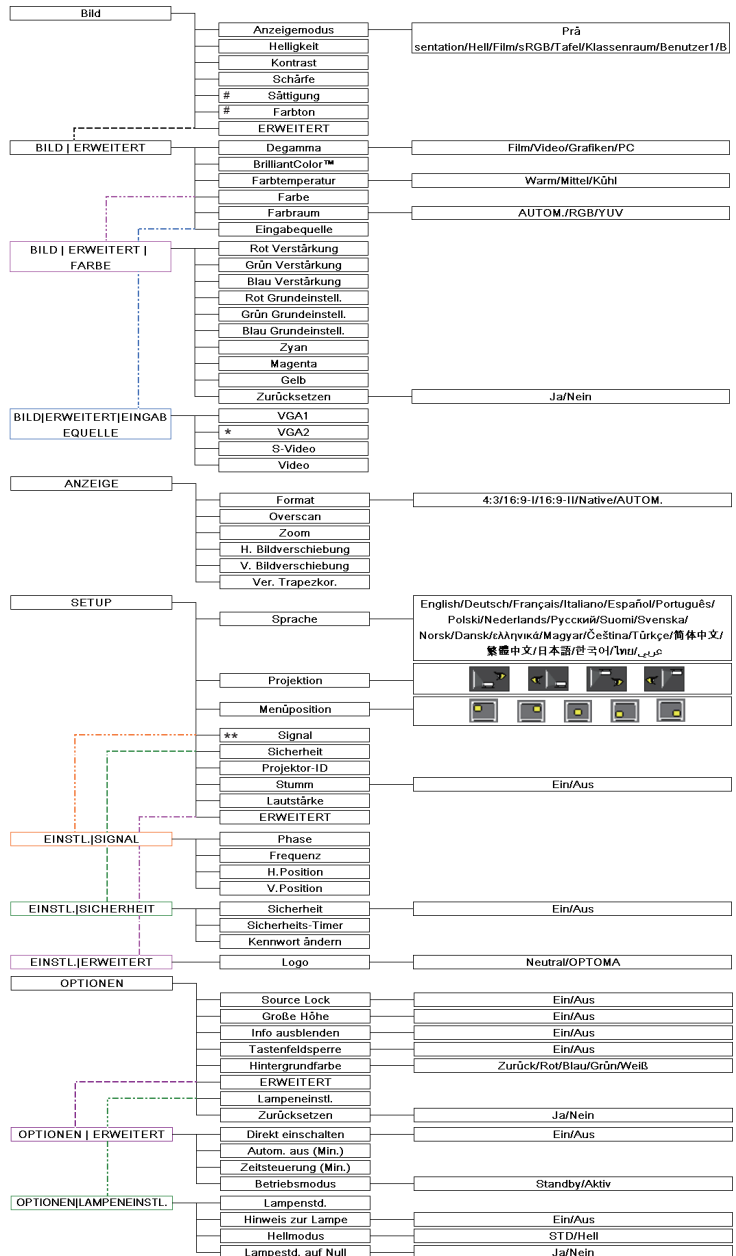 Bild
Anzeigemodus
Prä
sentation/Hell/Film/sRGB/Tafel/Klassenraum/Benutzer1/B
Helligkeit
Kontrast
Schärfe
# Sättigung
# Farbton
ERWEITERT
BILD | ERWEITERT
Degamma
Film/Video/Grafiken/PC
BrilliantColor™
Farbtemperatur
Warm/Mittel/Kühl
Farbe
Farbraum
AUTOM./RGB/YUV
Eingabequelle
BILD | ERWEITERT |
FARBE
Rot Verstärkung
Grün Verstärkung
Blau Verstärkung
Rot Grundeinstell.
Grün Grundeinstell.
Blau Grundeinstell.
Zyan
Magenta
Gelb
Zurücksetzen
Ja/Nein
BILD|ERWEITERT|EINGAB
EQUELLE
VGA1
* VGA2
S-Video
Video
ANZEIGE
Format
4:3/16:9-I/16:9-II/Native/AUTOM.
Overscan
Zoom
H. Bildverschiebung
V. Bildverschiebung
Ver. Trapezkor.
SETUP
Sprache
English/Deutsch/Français/Italiano/Español/Português/
Polski/Nederlands/Русский/Suomi/Svenska/
Norsk/Dansk/ελληνικά/Magyar/Čeština/Türkçe/简体中文/
繁體中文/日本語/한국어/ไทย/عربي
Projektion
Menüposition
** Signal
Sicherheit
Projektor-ID
Stumm
Ein/Aus
Lautstärke
ERWEITERT
EINSTL.|SIGNAL
Phase
Frequenz
H.Position
V.Position
EINSTL.|SICHERHEIT
Sicherheit
Ein/Aus
Sicherheits-Timer
Kennwort ändern
EINSTL.|ERWEITERT
Logo
Neutral/OPTOMA
OPTIONEN
Source Lock
Ein/Aus
Große Höhe
Ein/Aus
Info ausblenden
Ein/Aus
Tastenfeldsperre
Ein/Aus
Hintergrundfarbe
Zurück/Rot/Blau/Grün/Weiß
ERWEITERT
Lampeneinstl.
Zurücksetzen
Ja/Nein
OPTIONEN | ERWEITERT
Direkt einschalten
Ein/Aus
Autom. aus (Min.)
Zeitsteuerung (Min.)
Betriebsmodus
Standby/Aktiv
OPTIONEN|LAMPENEINSTL.
Lampenstd.
Hinweis zur Lampe
Ein/Aus
Hellmodus
STD/Hell
Lampestd. auf Null
Ja/Nein